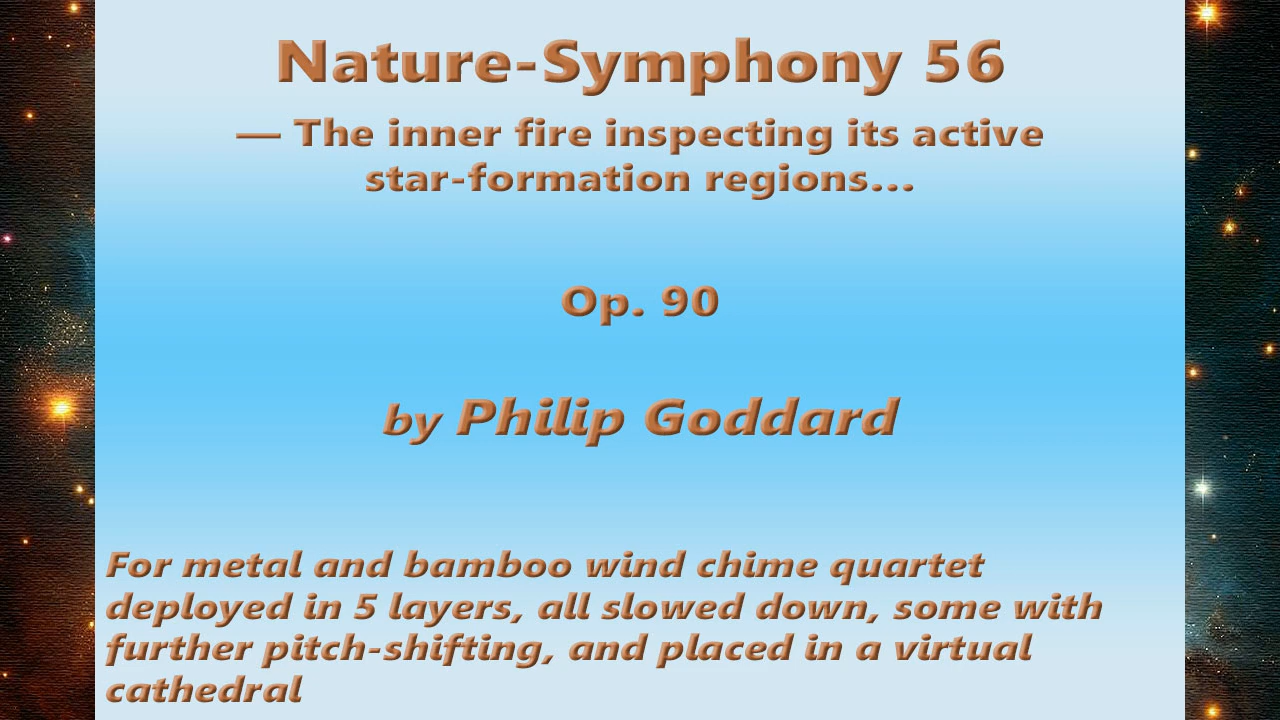 Nature-Symphony 56
— The inner fire inspecting its active
star-formation regions...
Op. 90
by Philip Goddard
For metal and bamboo wind chime quartet
deployed in 5 layers, all slowed down, some with
further pitch-shifting, and placed in a virtual
cathedral